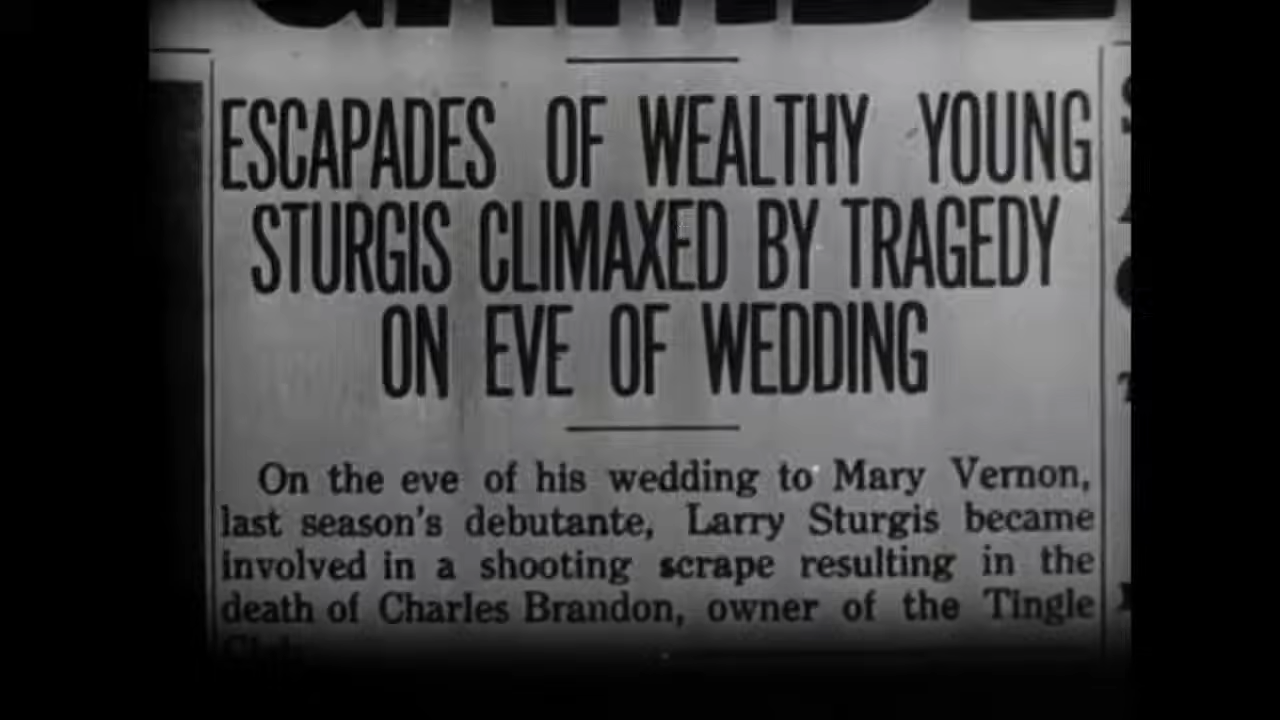 ESCAPADES OF WEALTHY YOUNG
STURGIS CLIMAXED BY TRAGEDY
ON EVE OF WEDDING
On the eve of his wedding to Mary Vernon,
last season's debutante, Larry Sturgis became
involved in a shooting scrape resulting in the
death of Charles Brandon, owner of the Tingle